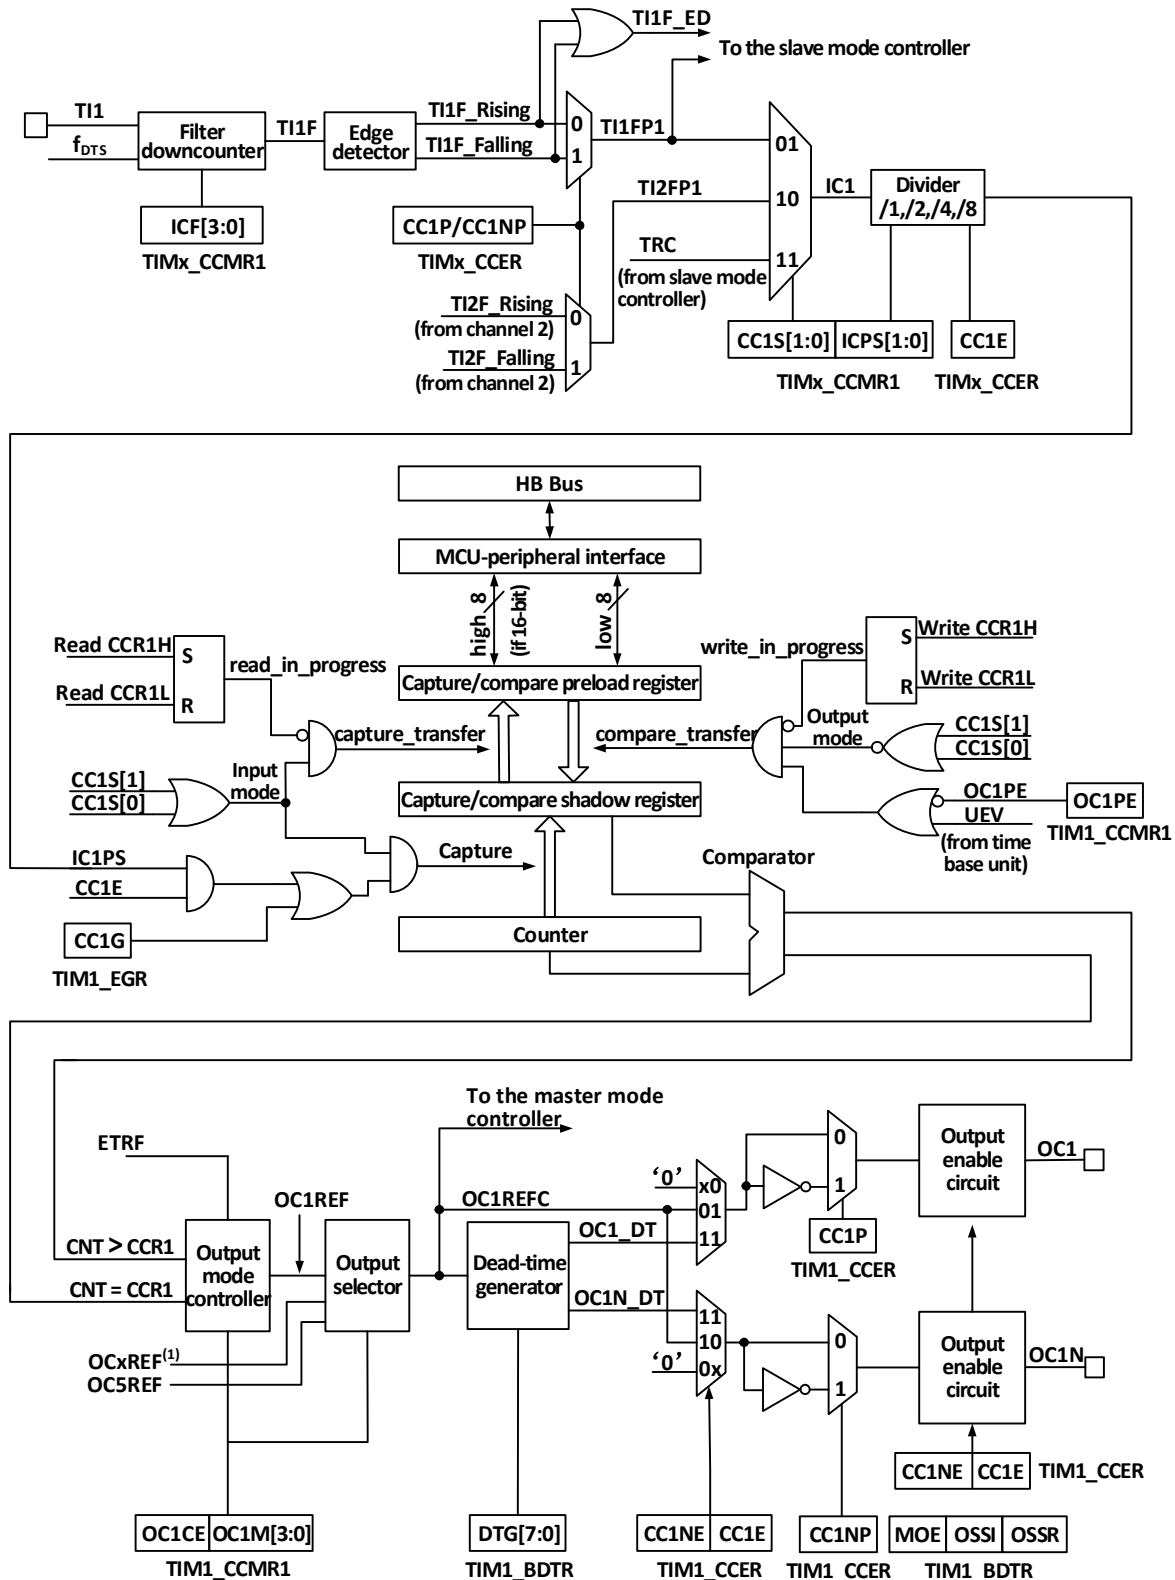 TI1F_ED
To the slave mode controller
TI1
fDTS
Filter
downcounter
TI1F
Edge
detector
TI1F_Rising
TI1F_Falling
0
1
TI1FP1
TI2FP1
TRC
(from slave mode
controller)
01
10
11
IC1
Divider
/1,/2,/4,/8
ICF[3:0]
TIMx_CCMR1
CC1P/CC1NP
TIMx_CCER
TI2F_Rising
(from channel 2)
TI2F_Falling
(from channel 2)
0
1
CC1S[1:0] ICPS[1:0]
TIMx_CCMR1
CC1E
TIMx_CCER
HB Bus
MCU-peripheral interface
high 8
(if 16-bit)
low 8
Read CCR1H
Read CCR1L
S
R
read_in_progress
Capture/compare preload register
write_in_progress
S
R
Write CCR1H
Write CCR1L
capture_transfer
compare_transfer
Output
mode
CC1S[1]
CC1S[0]
CC1S[1]
CC1S[0]
Input
mode
Capture/compare shadow register
OC1PE
UEV
(from time
base unit)
OC1PE
TIM1_CCMR1
IC1PS
CC1E
Capture
Comparator
CC1G
TIM1_EGR
Counter
To the master mode
controller
ETRF
OC1REF
CNT > CCR1
CNT = CCR1
Output
mode
controller
Output
selector
OCxREF(1)
OC5REF
OC1REFC
Dead-time
generator
OC1_DT
OC1N_DT
‘0’
x0
01
11
11
10
0x
‘0’
0
1
CC1P
TIM1_CCER
0
1
Output
enable
circuit
OC1
Output
enable
circuit
OC1N
CC1NE CC1E
TIM1_CCER
OC1CE OC1M[3:0]
TIM1_CCMR1
DTG[7:0]
TIM1_BDTR
CC1NE CC1E
TIM1_CCER
CC1NP
TIM1_CCER
MOE OSSI OSSR
TIM1_BDTR